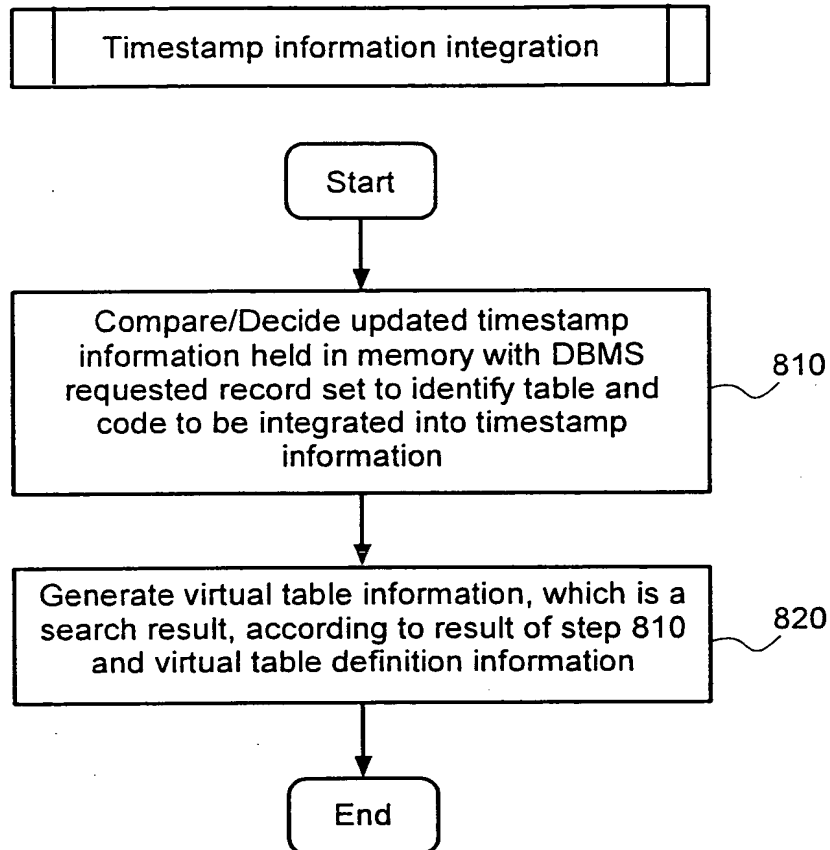 Timestamp information integration
Start
Compare/Decide updated timestamp
information held in memory with DBMS
requested record set to identify table and
code to be integrated into timestamp
information
810
Generate virtual table information, which is a
search result, according to result of step 810
and virtual table definition information
820
End